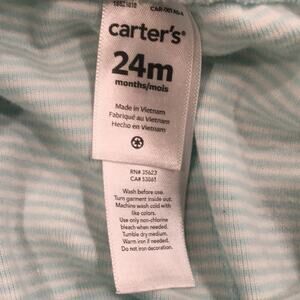 carter's®
24m
months/mois
Made in Vietnam
Fabriqué au Vietnam
Hecho en Vietnam
RN# 35623
CA# 53061
Wash before use.
Turn garment inside out.
Machine wash cold with
like colors.
Use only non-chlorine
bleach when needed.
Tumble dry medium.
Warm iron if needed.
Do not iron decoration.